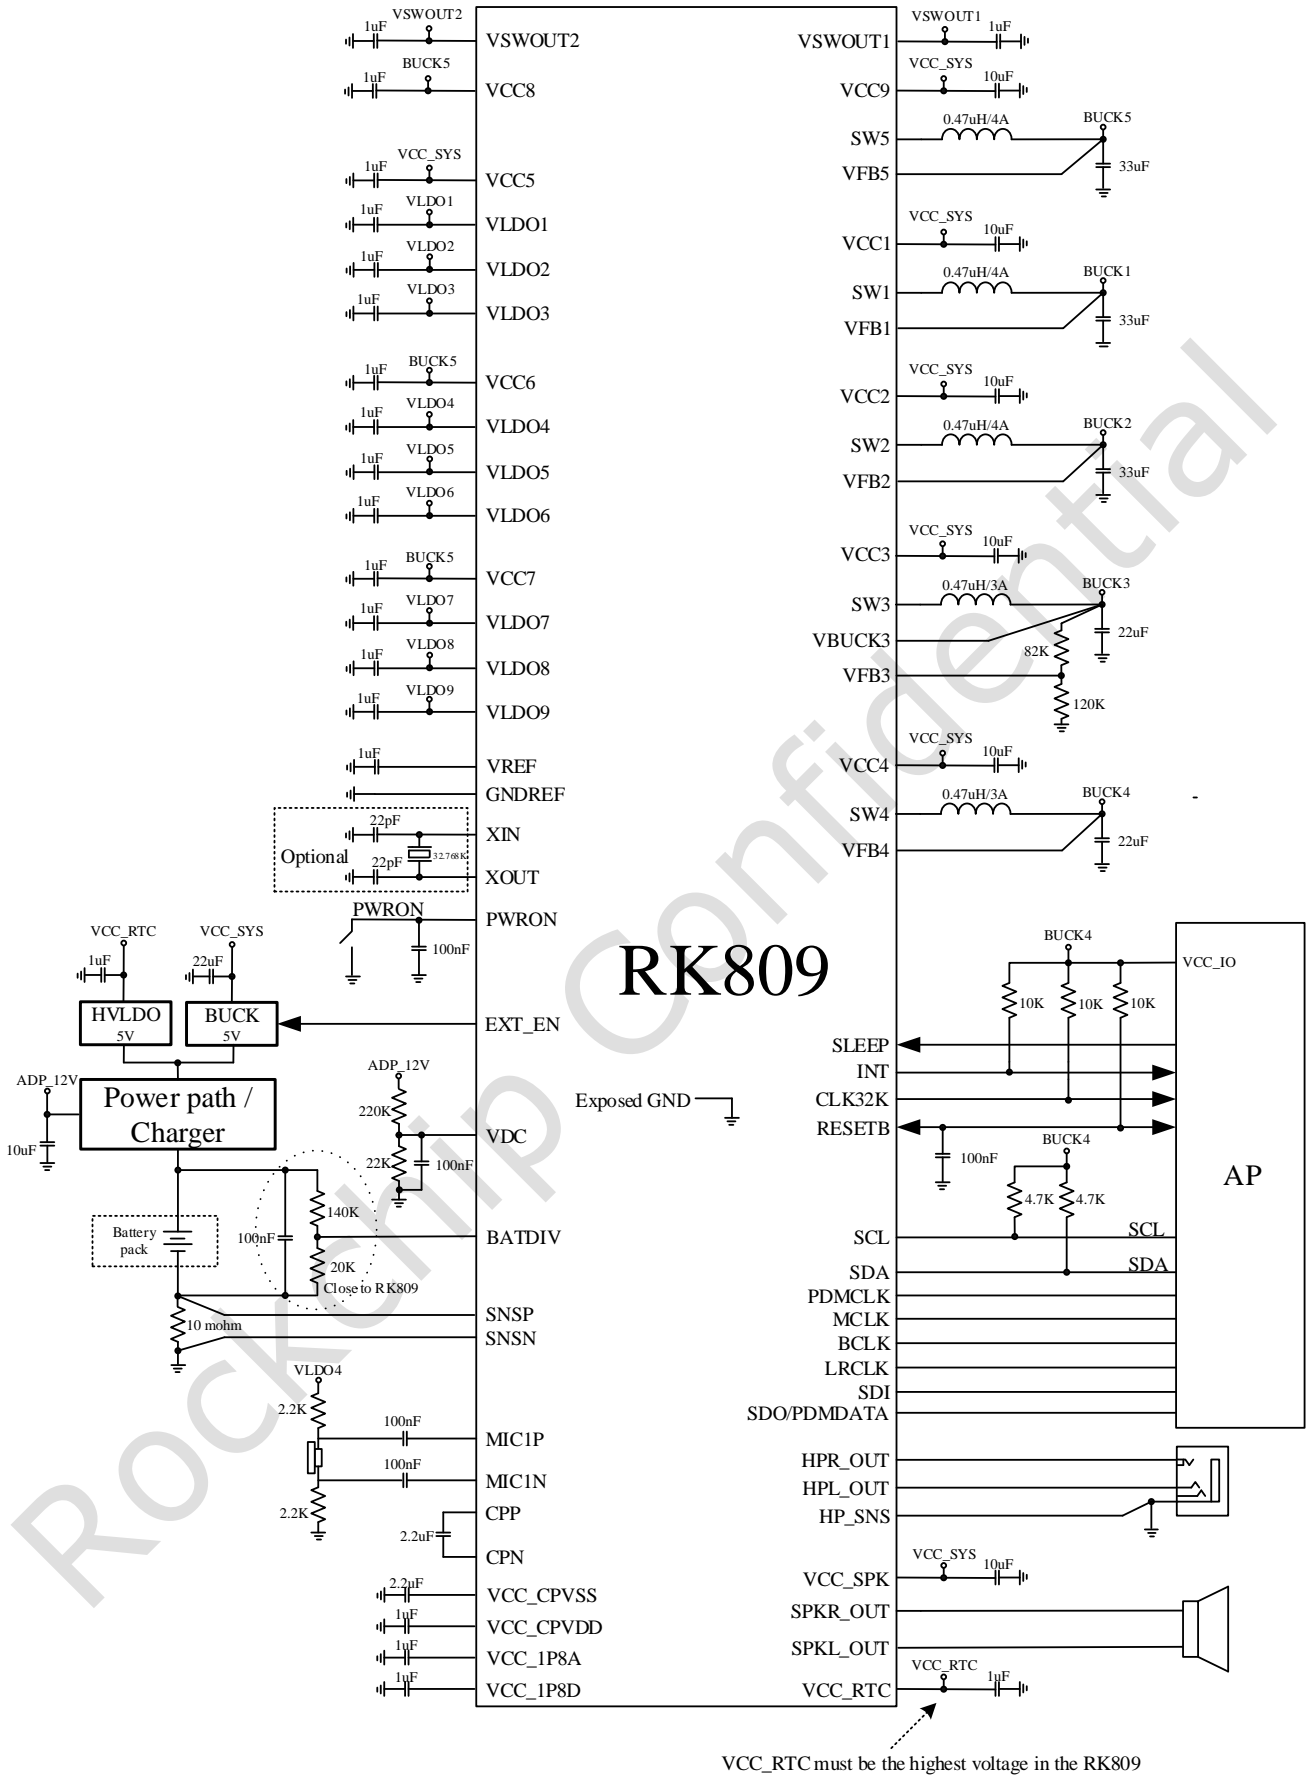 VSWOUT2
1uF
VSWOUT2
BUCK5
1uF
VCC8
VCC_SYS
1uF
VCC5
VLDO1
1uF
VLDO1
VLDO2
1uF
VLDO2
VLDO3
1uF
VLDO3
BUCK5
1uF
VCC6
VLDO4
1uF
VLDO4
VLDO5
1uF
VLDO5
VLDO6
1uF
VLDO6
BUCK5
1uF
VCC7
VLDO7
1uF
VLDO7
VLDO8
1uF
VLDO8
VLDO9
1uF
VLDO9
1uF
VREF
GNDREF
22pF
XIN
Optional
32.768K
22pF
XOUT
PWRON
PWRON
100nF
VCC_RTC
VCC_SYS
1uF
22uF
HVLDO
5V
BUCK
5V
EXT_EN
ADP_12V
Power path /
Charger
10uF
ADP_12V
220K
VDC
22K
100nF
140K
Battery
pack
100nF
BATDIV
20K
Close to RK809
SNSP
10 mohm
SNSN
VLDO4
2.2K
100nF
MIC1P
100nF
MIC1N
2.2K
CPP
2.2uF
CPN
2.2uF
VCC_CPVSS
1uF
VCC_CPVDD
1uF
VCC_1P8A
1uF
VCC_1P8D
RK809
Exposed GND
VSWOUT1
VSWOUT1
1uF
VCC_SYS
VCC9
10uF
0.47uH/4A
BUCK5
SW5
VFB5
33uF
VCC_SYS
VCC1
10uF
0.47uH/4A
BUCK1
SW1
VFB1
33uF
VCC_SYS
VCC2
10uF
0.47uH/4A
BUCK2
SW2
VFB2
33uF
VCC_SYS
VCC3
10uF
0.47uH/3A
BUCK3
SW3
VBUCK3
22uF
82K
VFB3
120K
VCC_SYS
VCC4
10uF
0.47uH/3A
BUCK4
-
SW4
VFB4
22uF
BUCK4
VCC_IO
10K
10K
10K
SLEEP
INT
CLK32K
RESETB
100nF
BUCK4
AP
4.7K
4.7K
SCL
SCL
SDA
SDA
PDMCLK
MCLK
BCLK
LRCLK
SDI
SDO/PDMDATA
HPR_OUT
HPL_OUT
HP_SNS
VCC_SYS
VCC_SPK
10uF
SPKR_OUT
SPKL_OUT
VCC_RTC
VCC_RTC
1uF
VCC_RTC must be the highest voltage in the RK809
Rockchip Confidential